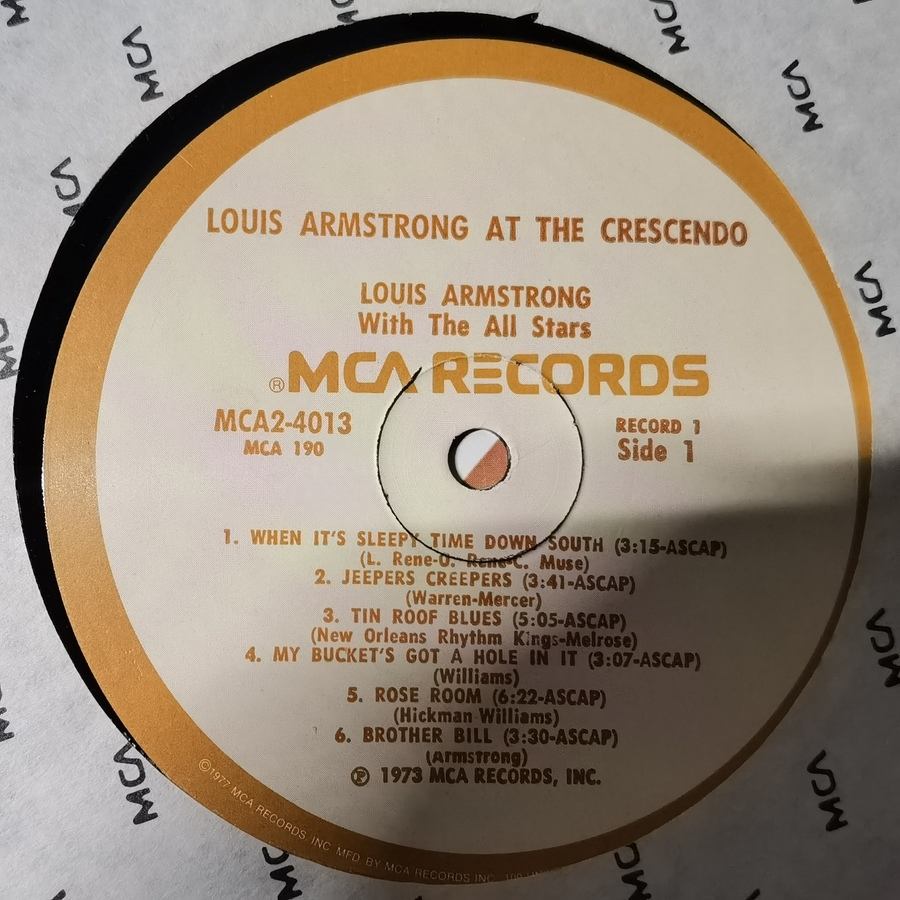 LOUIS ARMSTRONG AT THE CRESCENDO
LOUIS ARMSTRONG
With The All Stars
® MCA RECORDS
MCA2-4013
MCA 190
RECORD 1
Side 1
1. WHEN IT'S SLEEPY TIME DOWN SOUTH (3:15-ASCAP)
(L. Rene-O. Rene-C. Muse)
2. JEEPERS CREEPERS (3:41-ASCAP)
(Warren-Mercer)
3. TIN ROOF BLUES (5:05-ASCAP)
(New Orleans Rhythm Kings-Melrose)
4. MY BUCKET'S GOT A HOLE IN IT (3:07-ASCAP)
(Williams)
5. ROSE ROOM (6:22-ASCAP)
(Hickman-Williams)
6. BROTHER BILL (3:30-ASCAP)
(Armstrong)
℗ 1973 MCA RECORDS, INC.
©1977 MCA RECORDS INC MFD BY MCA RECORDS INC
MCA
MCA
MCA
MCA
MCA
MCA
MCA
MCA
MCA